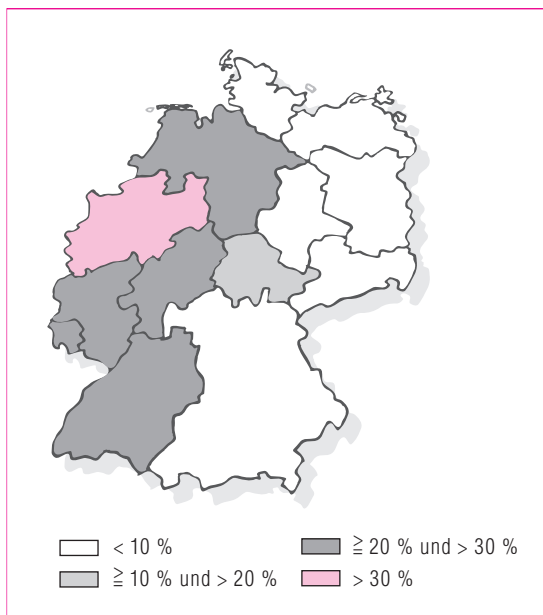 < 10 %
≧ 20 % und > 30 %
≧ 10 % und > 20 %
> 30 %